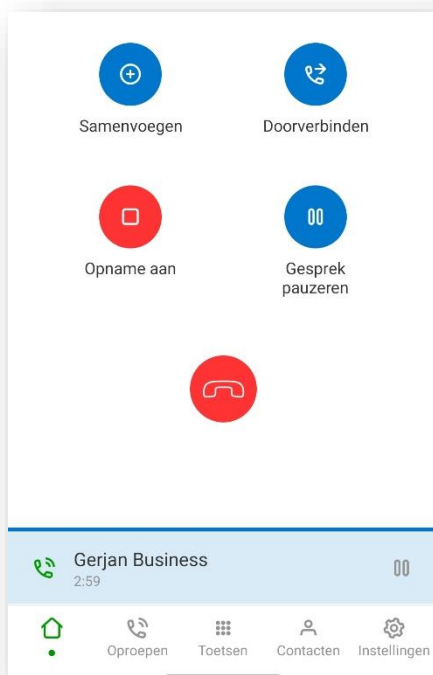 Samenvoegen
Doorverbinden
Opname aan
Gesprek
pauzeren
Gerjan Business
2:59
Oproepen
Toetsen
Contacten
Instellingen